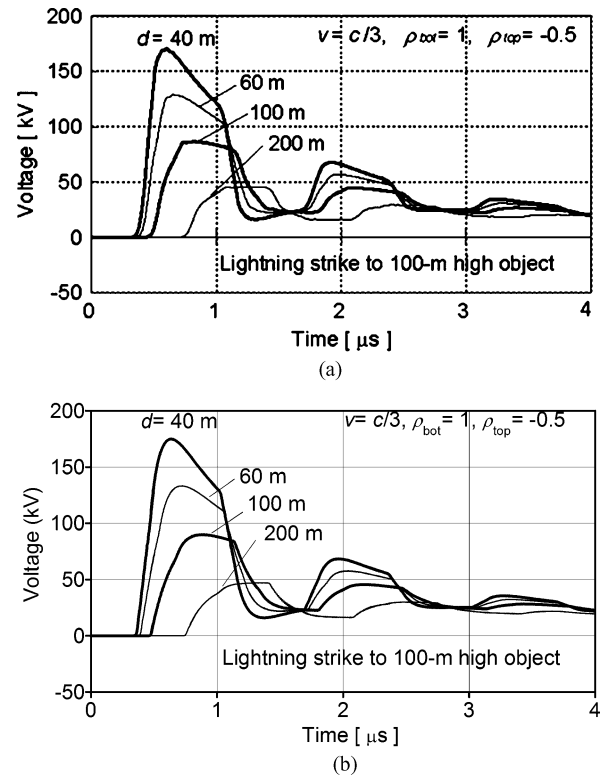 200
d = 40 m
v = c /3, ρbot = 1, ρtop = -0.5
150
60 m
100
100 m
200 m
50
0
Lightning strike to 100-m high object
-50
0 1 2 3 4
Voltage [ kV ]
Time [ μs ]
(a)
200
d= 40 m
v= c/3, ρbot= 1, ρtop= -0.5
150
60 m
100 m
100
200 m
50
0
Lightning strike to 100-m high object
-50
0 1 2 3 4
Voltage (kV)
Time [ μs ]
(b)